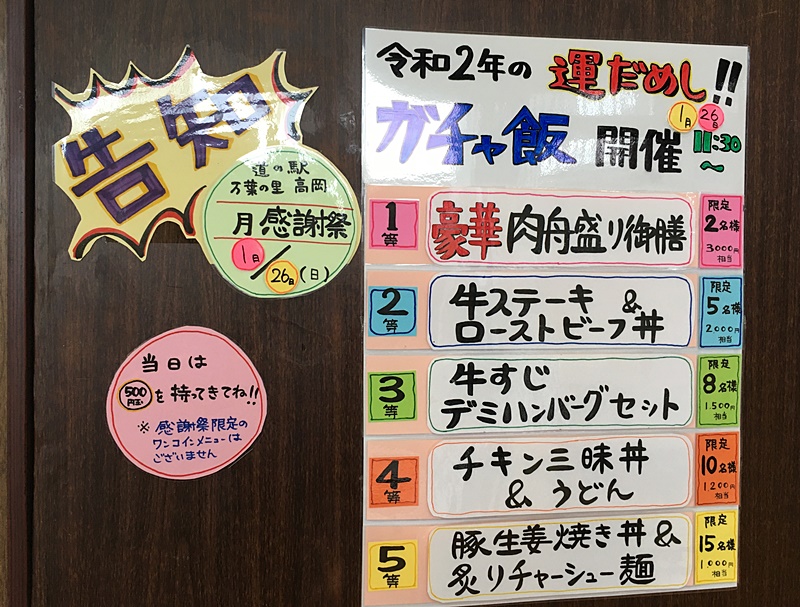 告知
道の駅
万葉の里 高岡
月感謝祭
1月/26日(日)
当日は
500円玉を持ってきてね!!
※感謝祭限定の
ワンコインメニューは
ございません
令和2年の 運だめし!!
ガチャ飯 開催 1月26日 11:30~
1等 豪華肉舟盛り御膳 限定2名様 3000円相当
2等 牛ステーキ & ローストビーフ丼 限定5名様 2000円相当
3等 牛すじデミハンバーグセット 限定8名様 1.500円相当
4等 チキン三昧丼 & うどん 限定10名様 1200円相当
5等 豚生姜焼き丼 & 炙りチャーシュー麺 限定15名様 1.000円相当